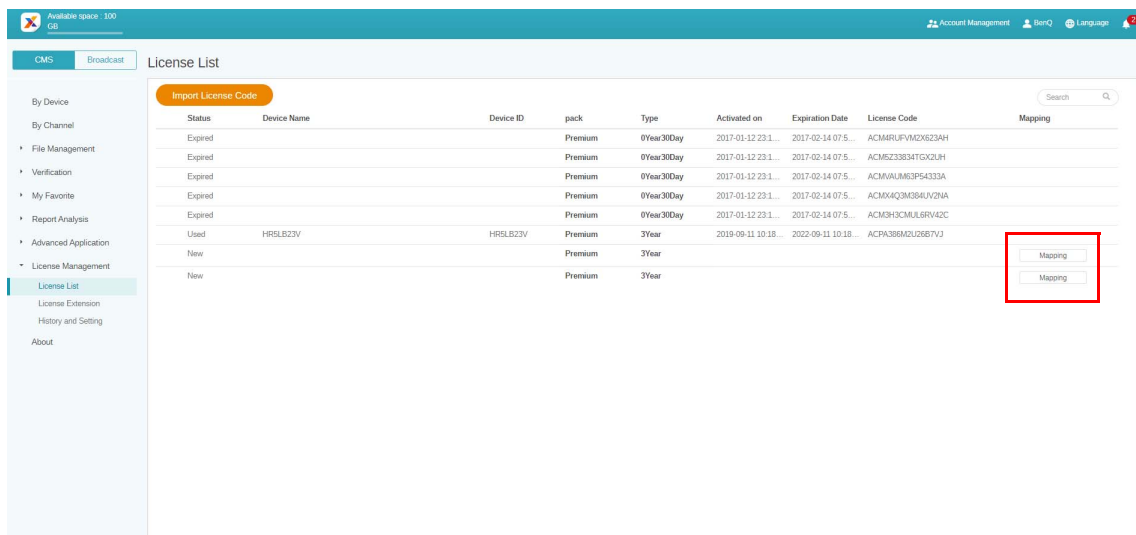 Available space : 100 GB
Account Management BenQ Language 2
CMS Broadcast
License List
Import License Code
Search
By Device
By Channel
File Management
Verification
My Favorite
Report Analysis
Advanced Application
License Management
License List
License Extension
History and Setting
About
Status Device Name Device ID pack Type Activated on Expiration Date License Code Mapping
Expired Premium 0Year30Day 2017-01-12 23:1... 2017-02-14 07:5... ACM4RUFVM2X623AH
Expired Premium 0Year30Day 2017-01-12 23:1... 2017-02-14 07:5... ACM5Z33834TGX2UH
Expired Premium 0Year30Day 2017-01-12 23:1... 2017-02-14 07:5... ACMVAUM63P54333A
Expired Premium 0Year30Day 2017-01-12 23:1... 2017-02-14 07:5... ACMX4Q3M384UV2NA
Expired Premium 0Year30Day 2017-01-12 23:1... 2017-02-14 07:5... ACM3H3CMUL6RV42C
Used HR5LB23V HR5LB23V Premium 3Year 2019-09-11 10:18... 2022-09-11 10:18... ACPA386M2U26B7VJ
New Premium 3Year Mapping
New Premium 3Year Mapping